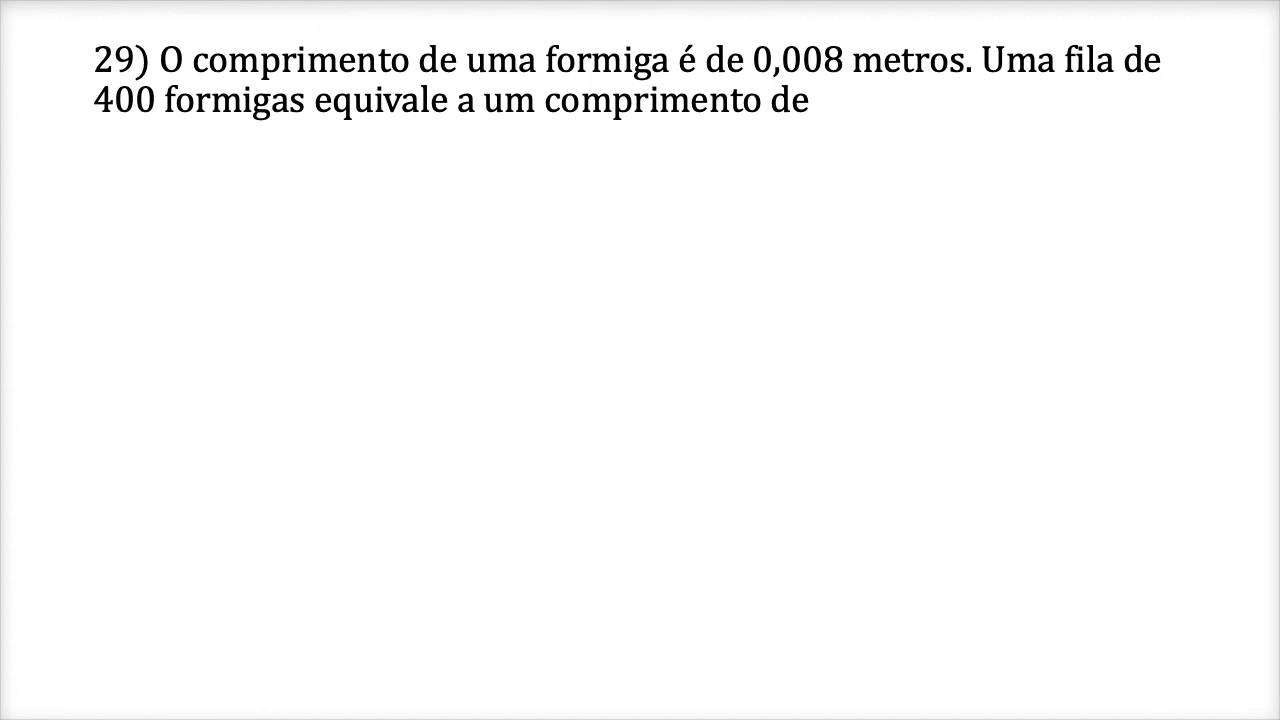 29) O comprimento de uma formiga é de 0,008 metros. Uma fila de
400 formigas equivale a um comprimento de